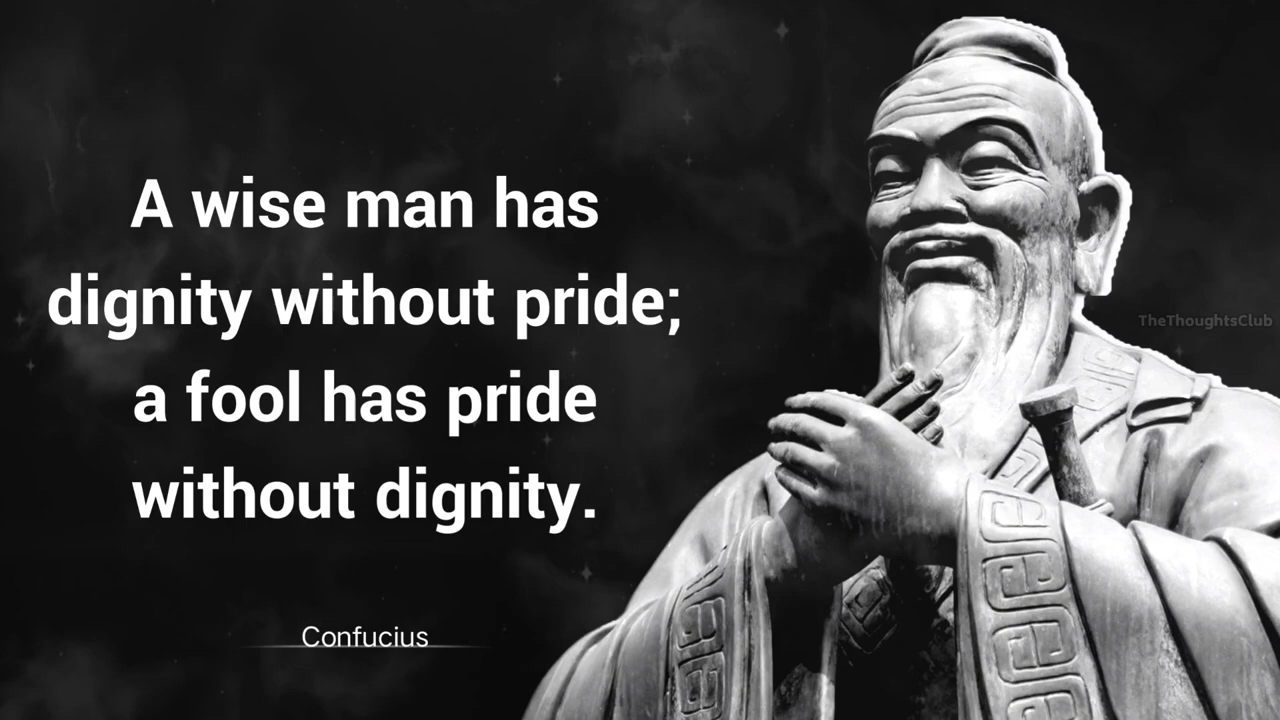 A wise man has
dignity without pride;
a fool has pride
without dignity.
Confucius
TheThoughtsClub